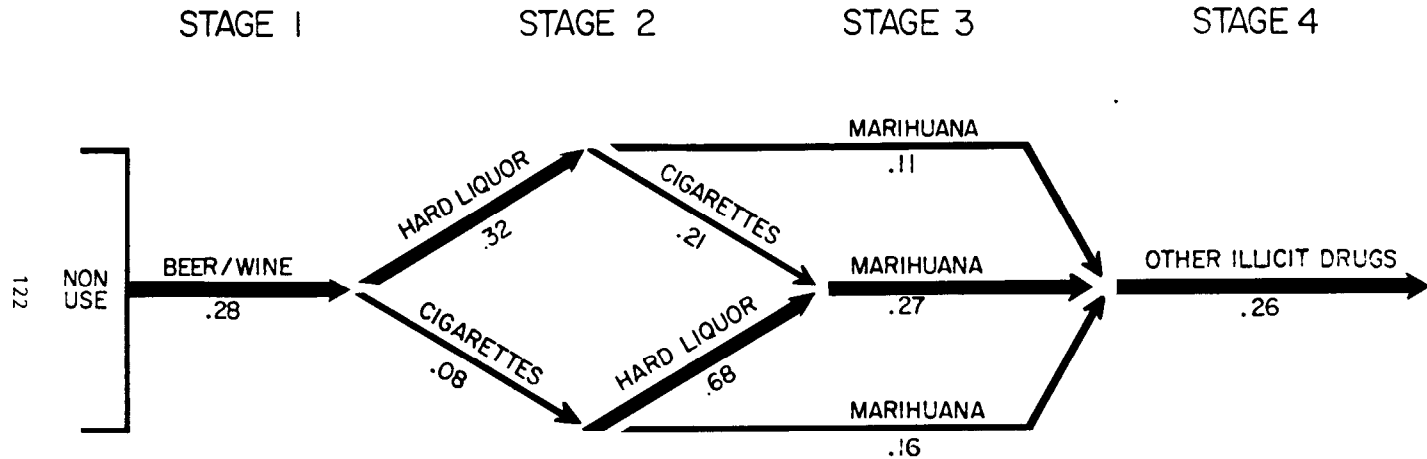 STAGE 1
STAGE 2
STAGE 3
STAGE 4
MARIHUANA
.11
HARD LIQUOR
.32
CIGARETTES
.21
BEER/WINE
.28
NON
USE
MARIHUANA
.27
OTHER ILLICIT DRUGS
.26
CIGARETTES
.08
HARD LIQUOR
.68
MARIHUANA
.16
122